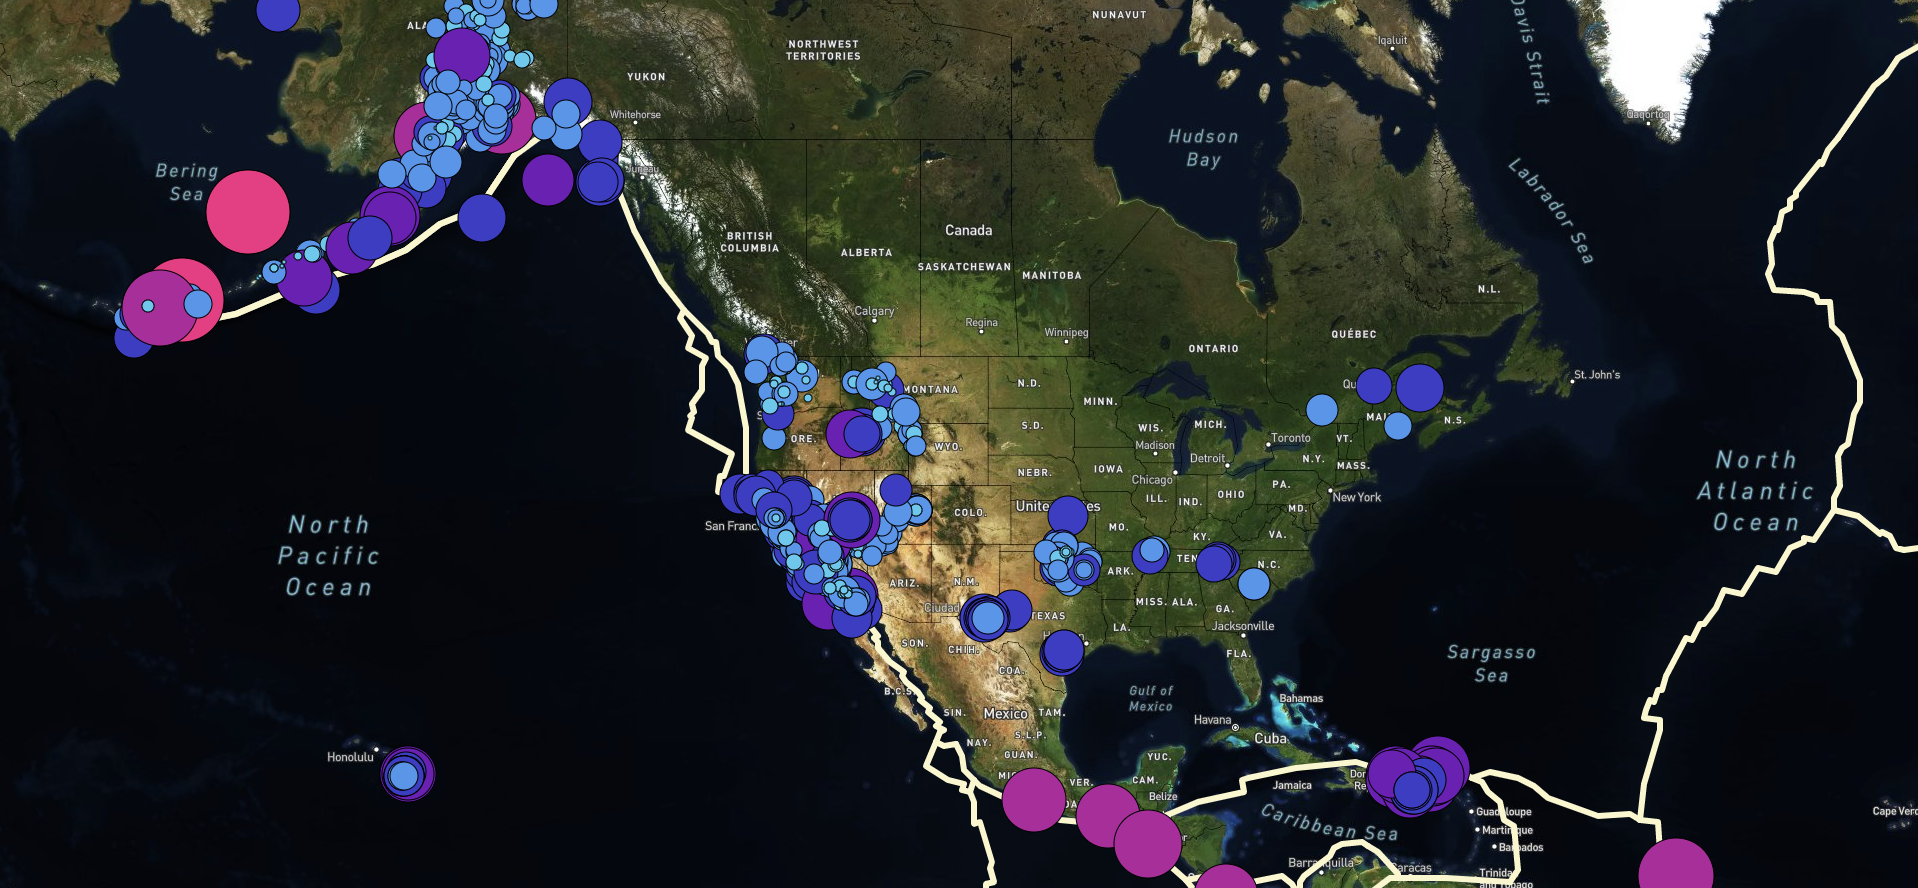 NUNAVUT
ALA
NORTHWEST
TERRITORIES
Iqaluit
Davis Strait
YUKON
Whitehorse
Qaqortoq
Hudson
Bay
Bering
Sea
Juneau
Labrador Sea
BRITISH
COLUMBIA
Canada
ALBERTA
SASKATCHEWAN
MANITOBA
N.L.
Calgary
Regina
Winnipeg
QUÉBEC
ONTARIO
St. John's
MONTANA
N.D.
Qu
MINN.
MAI
N.S.
ORE.
WYO.
S.D.
WIS.
MICH.
Madison
Toronto
VT.
Detroit
N.Y.
MASS.
NEBR.
IOWA
Chicago
PA.
ILL.
IND.
OHIO
New York
North
Atlantic
Ocean
San Franc
COLO.
United
es
MO.
KY.
MD.
VA.
North
Pacific
Ocean
ARIZ.
N.M.
ARK.
TEN
N.C.
Ciudad
TEXAS
MISS.
ALA.
GA.
LA.
Jacksonville
SON.
CHIH.
FLA.
Sargasso
Sea
COA.
B.C.S.
Gulf of
Mexico
Bahamas
SIN.
Mexico
TAM.
Havana
Cuba
NAY.
S.L.P.
GUAN.
YUC.
Honolulu
MIC
VER.
CAM.
Belize
Jamaica
Dor
Re
Caribbean Sea
Guadeloupe
Martinique
Barbados
Cape Verd
Barranquilla
Caracas
Trinidad
and Tobago